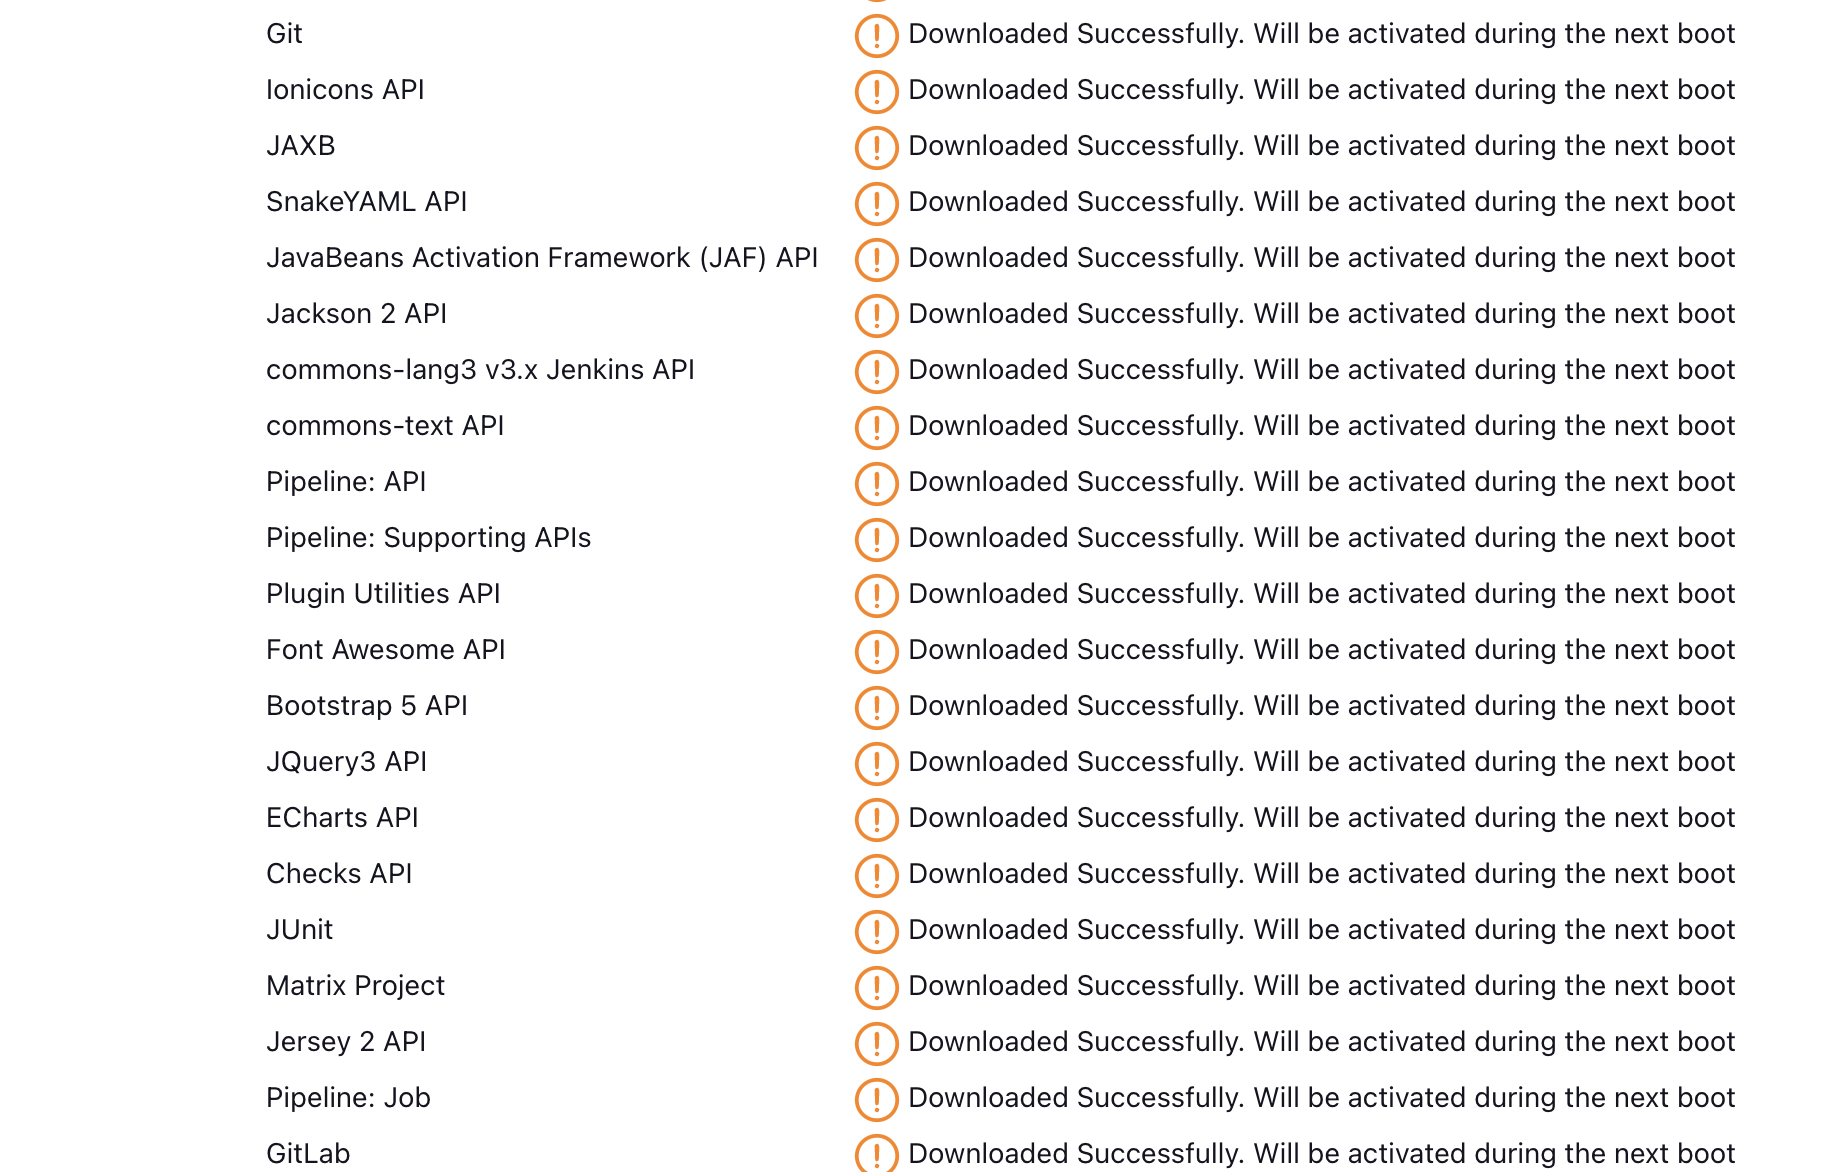 Git Downloaded Successfully. Will be activated during the next boot
Ionicons API Downloaded Successfully. Will be activated during the next boot
JAXB Downloaded Successfully. Will be activated during the next boot
SnakeYAML API Downloaded Successfully. Will be activated during the next boot
JavaBeans Activation Framework (JAF) API Downloaded Successfully. Will be activated during the next boot
Jackson 2 API Downloaded Successfully. Will be activated during the next boot
commons-lang3 v3.x Jenkins API Downloaded Successfully. Will be activated during the next boot
commons-text API Downloaded Successfully. Will be activated during the next boot
Pipeline: API Downloaded Successfully. Will be activated during the next boot
Pipeline: Supporting APIs Downloaded Successfully. Will be activated during the next boot
Plugin Utilities API Downloaded Successfully. Will be activated during the next boot
Font Awesome API Downloaded Successfully. Will be activated during the next boot
Bootstrap 5 API Downloaded Successfully. Will be activated during the next boot
JQuery3 API Downloaded Successfully. Will be activated during the next boot
ECharts API Downloaded Successfully. Will be activated during the next boot
Checks API Downloaded Successfully. Will be activated during the next boot
JUnit Downloaded Successfully. Will be activated during the next boot
Matrix Project Downloaded Successfully. Will be activated during the next boot
Jersey 2 API Downloaded Successfully. Will be activated during the next boot
Pipeline: Job Downloaded Successfully. Will be activated during the next boot
GitLab Downloaded Successfully. Will be activated during the next boot